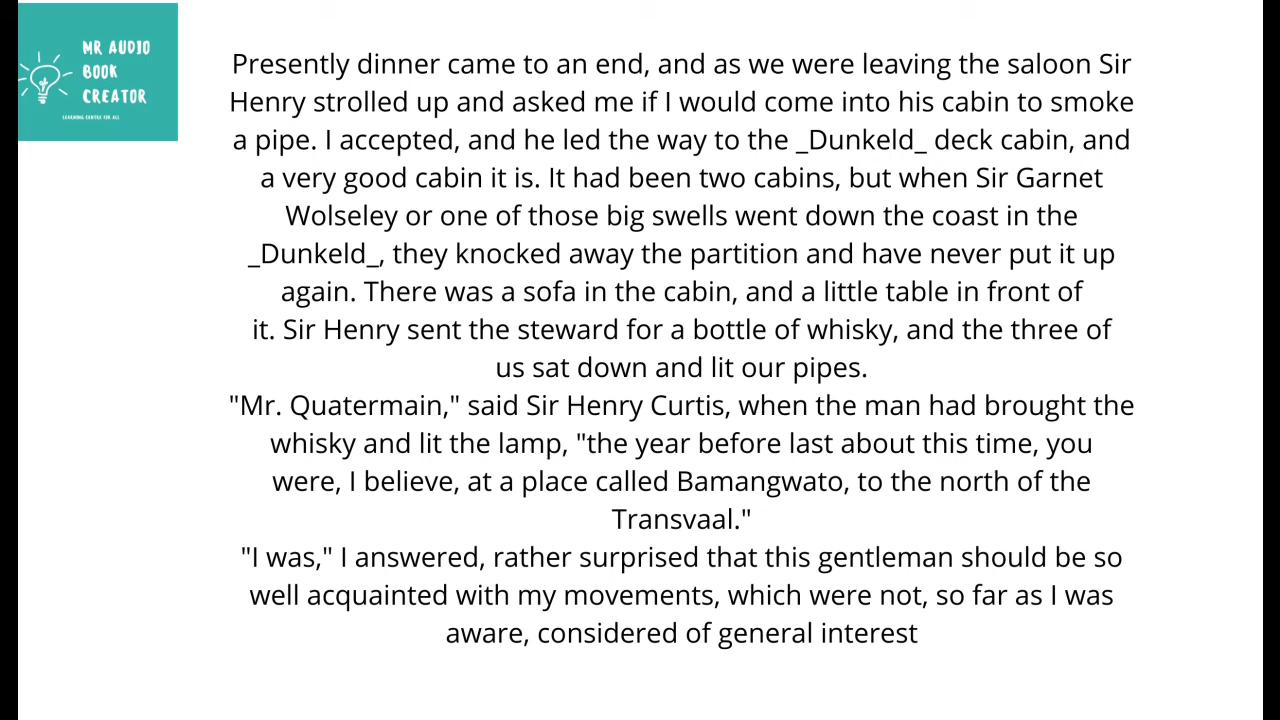 MR AUDIO
BOOK
CREATOR
LEARNING CENTRE FOR ALL
Presently dinner came to an end, and as we were leaving the saloon Sir
Henry strolled up and asked me if I would come into his cabin to smoke
a pipe. I accepted, and he led the way to the _Dunkeld_ deck cabin, and
a very good cabin it is. It had been two cabins, but when Sir Garnet
Wolseley or one of those big swells went down the coast in the
_Dunkeld_, they knocked away the partition and have never put it up
again. There was a sofa in the cabin, and a little table in front of
it. Sir Henry sent the steward for a bottle of whisky, and the three of
us sat down and lit our pipes.
"Mr. Quatermain," said Sir Henry Curtis, when the man had brought the
whisky and lit the lamp, "the year before last about this time, you
were, I believe, at a place called Bamangwato, to the north of the
Transvaal."
"I was," I answered, rather surprised that this gentleman should be so
well acquainted with my movements, which were not, so far as I was
aware, considered of general interest